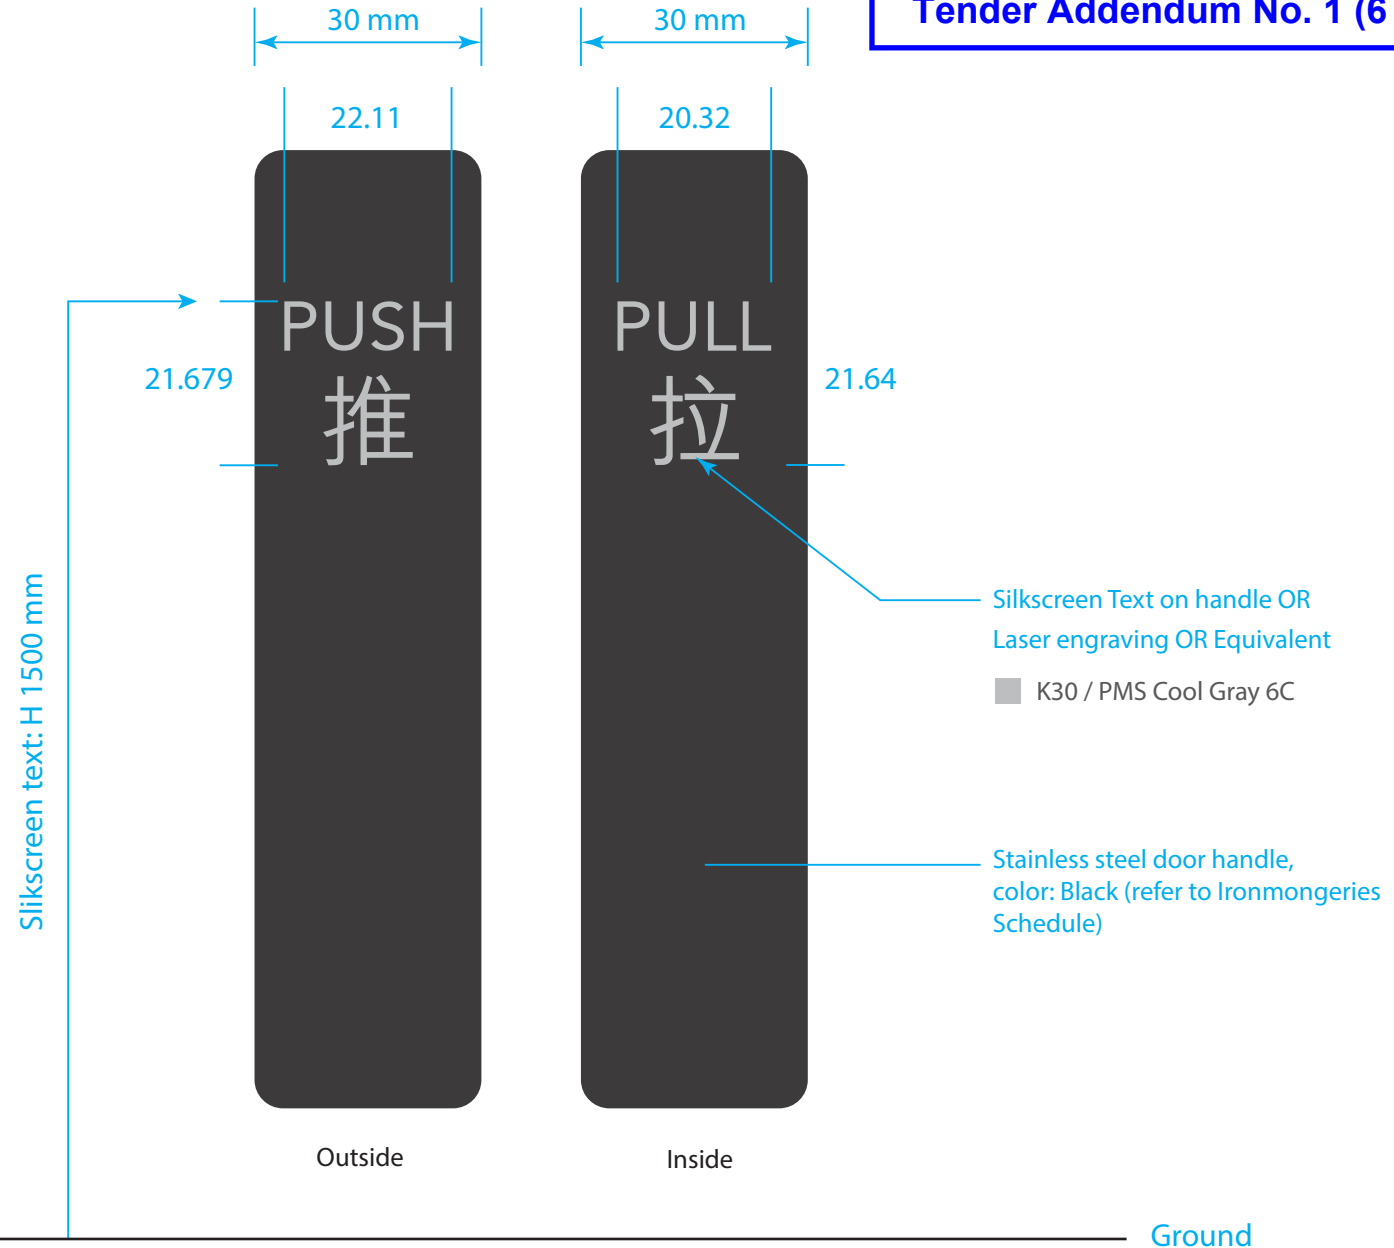 Tender Addendum No. 1 (6
30 mm
30 mm
22.11
20.32
PUSH
推
PULL
拉
21.679
21.64
Slikscreen text: H 1500 mm
Silkscreen Text on handle OR
Laser engraving OR Equivalent
K30 / PMS Cool Gray 6C
Stainless steel door handle,
color: Black (refer to Ironmongeries
Schedule)
Outside
Inside
Ground